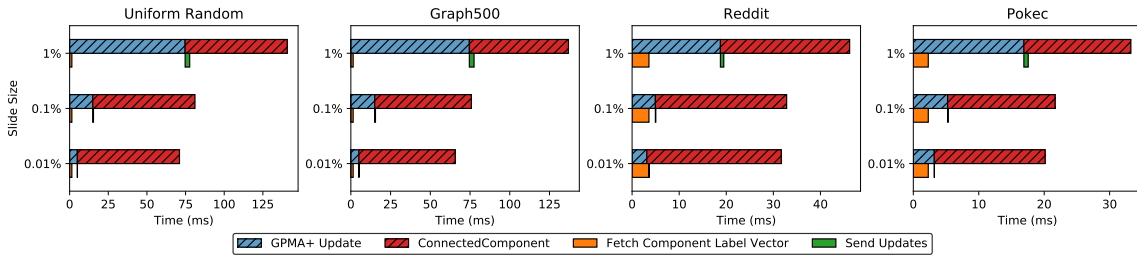 Uniform Random
Graph500
Reddit
Pokec
Slide Size
1%
0.1%
0.01%
1%
0.1%
0.01%
1%
0.1%
0.01%
1%
0.1%
0.01%
0 25 50 75 100 125
0 25 50 75 100 125
0 10 20 30 40
0 10 20 30
Time (ms)
Time (ms)
Time (ms)
Time (ms)
GPMA+ Update ConnectedComponent Fetch Component Label Vector Send Updates